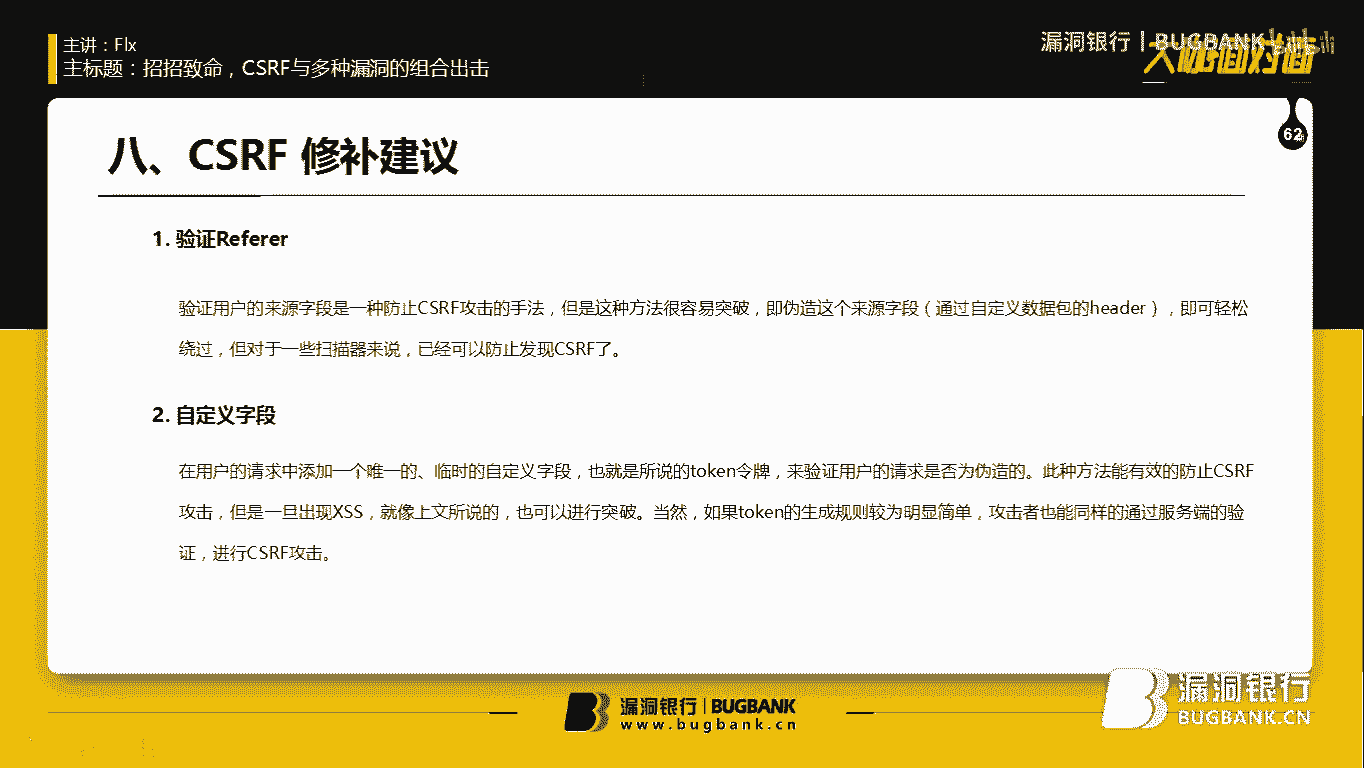 主讲：Flx
主标题：招招致命，CSRF与多种漏洞的组合出击
漏洞银行 | BUGBANK
大咖面对面
62
八、CSRF 修补建议
1. 验证Referer
验证用户的来源字段是一种防止CSRF攻击的手法，但是这种方法很容易突破，即伪造这个来源字段（通过自定义数据包的header），即可轻松
绕过，但对于一些扫描器来说，已经可以防止发现CSRF了。
2. 自定义字段
在用户的请求中添加一个唯一的、临时的自定义字段，也就是所说的token令牌，来验证用户的请求是否为伪造的。此种方法能有效的防止CSRF
攻击，但是一旦出现XSS，就像上文所说的，也可以进行突破。当然，如果token的生成规则较为明显简单，攻击者也能同样的通过服务端的验
证，进行CSRF攻击。
漏洞银行 | BUGBANK
www.bugbank.cn
漏洞银行
BUGBANK.CN